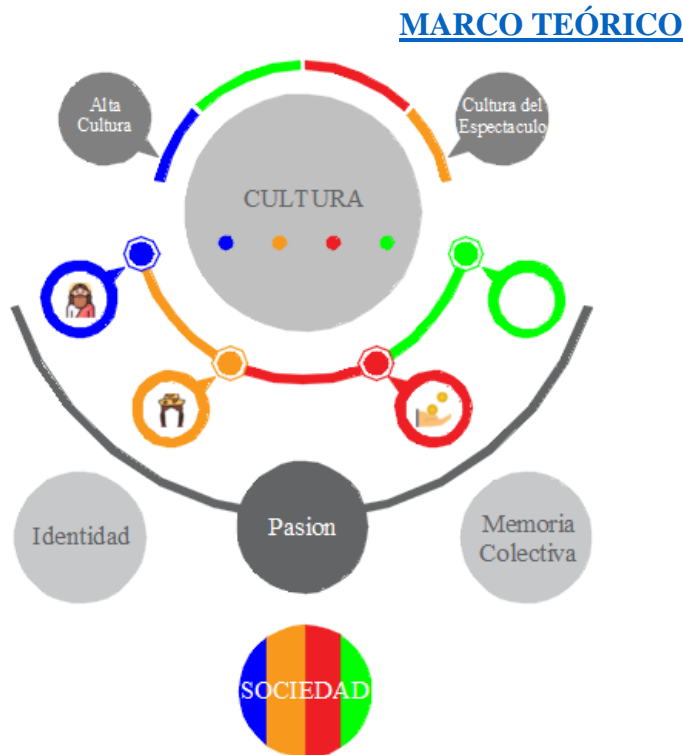 MARCO TEÓRICO
Alta
Cultura
Cultura del
Espectaculo
CULTURA
Identidad
Pasion
Memoria
Colectiva
SOCIEDAD